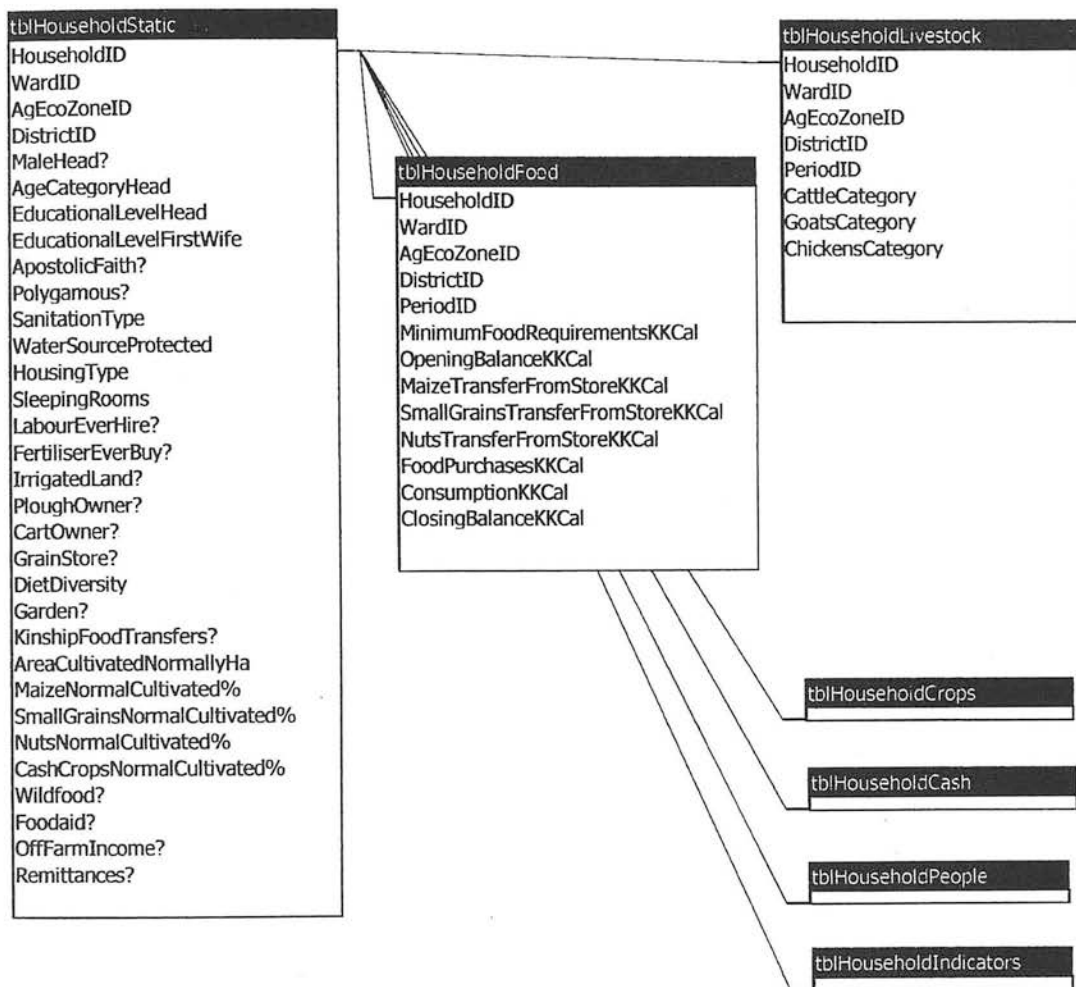 tblHouseholdStatic
HouseholdID
WardID
AgEcoZoneID
DistrictID
MaleHead?
AgeCategoryHead
EducationalLevelHead
EducationalLevelFirstWife
ApostolicFaith?
Polygamous?
SanitationType
WaterSourceProtected
HousingType
SleepingRooms
LabourEverHire?
FertiliserEverBuy?
IrrigatedLand?
PloughOwner?
CartOwner?
GrainStore?
DietDiversity
Garden?
KinshipFoodTransfers?
AreaCultivatedNormallyHa
MaizeNormalCultivated%
SmallGrainsNormalCultivated%
NutsNormalCultivated%
CashCropsNormalCultivated%
Wildfood?
Foodaid?
OffFarmIncome?
Remittances?
tblHouseholdFood
HouseholdID
WardID
AgEcoZoneID
DistrictID
PeriodID
MinimumFoodRequirementsKKCal
OpeningBalanceKKCal
MaizeTransferFromStoreKKCal
SmallGrainsTransferFromStoreKKCal
NutsTransferFromStoreKKCal
FoodPurchasesKKCal
ConsumptionKKCal
ClosingBalanceKKCal
tblHouseholdLivestock
HouseholdID
WardID
AgEcoZoneID
DistrictID
PeriodID
CattleCategory
GoatsCategory
ChickensCategory
tblHouseholdCrops
tblHouseholdCash
tblHouseholdPeople
tblHouseholdIndicators